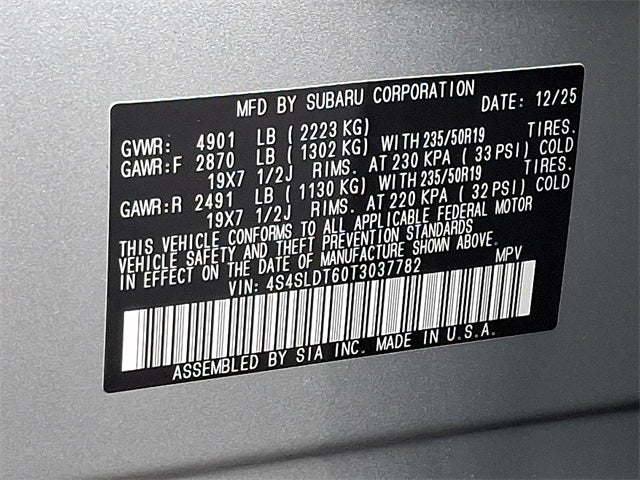 MFD BY SUBARU CORPORATION DATE: 12/25
GVWR: 4901 LB ( 2223 KG)
GAWR:F 2870 LB ( 1302 KG) WITH 235/50R19 TIRES.
19X7 1/2J RIMS. AT 230 KPA ( 33 PSI) COLD
GAWR:R 2491 LB ( 1130 KG) WITH 235/50R19 TIRES.
19X7 1/2J RIMS. AT 220 KPA ( 32 PSI) COLD
THIS VEHICLE CONFORMS TO ALL APPLICABLE FEDERAL MOTOR
VEHICLE SAFETY AND THEFT PREVENTION STANDARDS
IN EFFECT ON THE DATE OF MANUFACTURE SHOWN ABOVE.
VIN: 4S4SLDT60T3037782 MPV
ASSEMBLED BY SIA INC. MADE IN U.S.A.